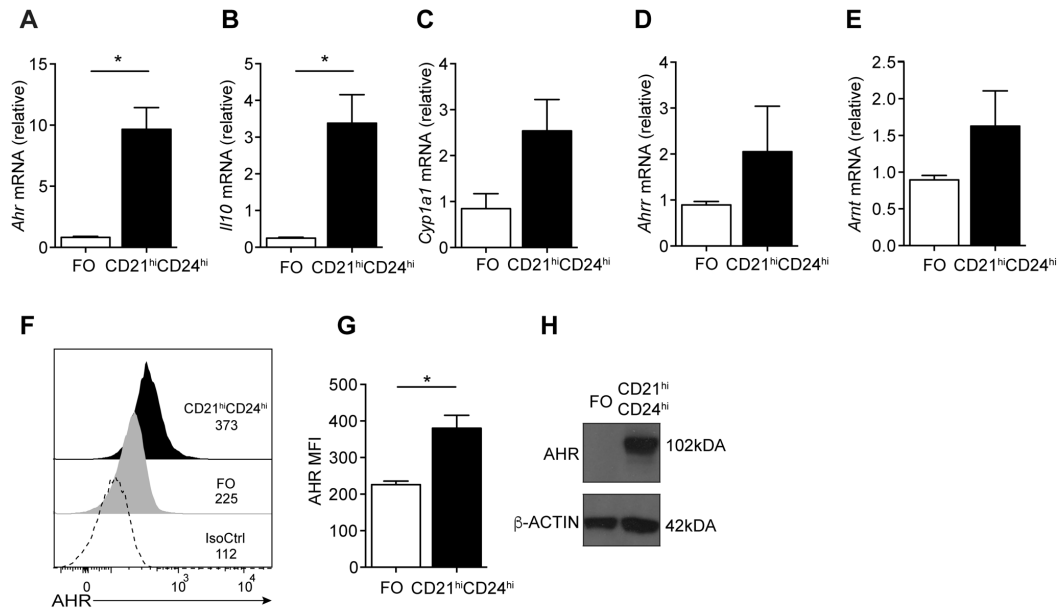 A
Ahr mRNA (relative)
15
10
5
0
*
FO CD21hiCD24hi
B
Il10 mRNA (relative)
5
4
3
2
1
0
*
FO CD21hiCD24hi
C
Cyp1a1 mRNA (relative)
4
3
2
1
0
FO CD21hiCD24hi
D
Ahrr mRNA (relative)
4
3
2
1
0
FO CD21hiCD24hi
E
Arnt mRNA (relative)
2.5
2.0
1.5
1.0
0.5
0.0
FO CD21hiCD24hi
F
CD21hiCD24hi
373
FO
225
IsoCtrl
112
0 103 104
AHR
G
AHR MFI
500
400
300
200
100
0
*
FO CD21hiCD24hi
H
FO CD21hi
CD24hi
AHR 102kDA
β-ACTIN 42kDA